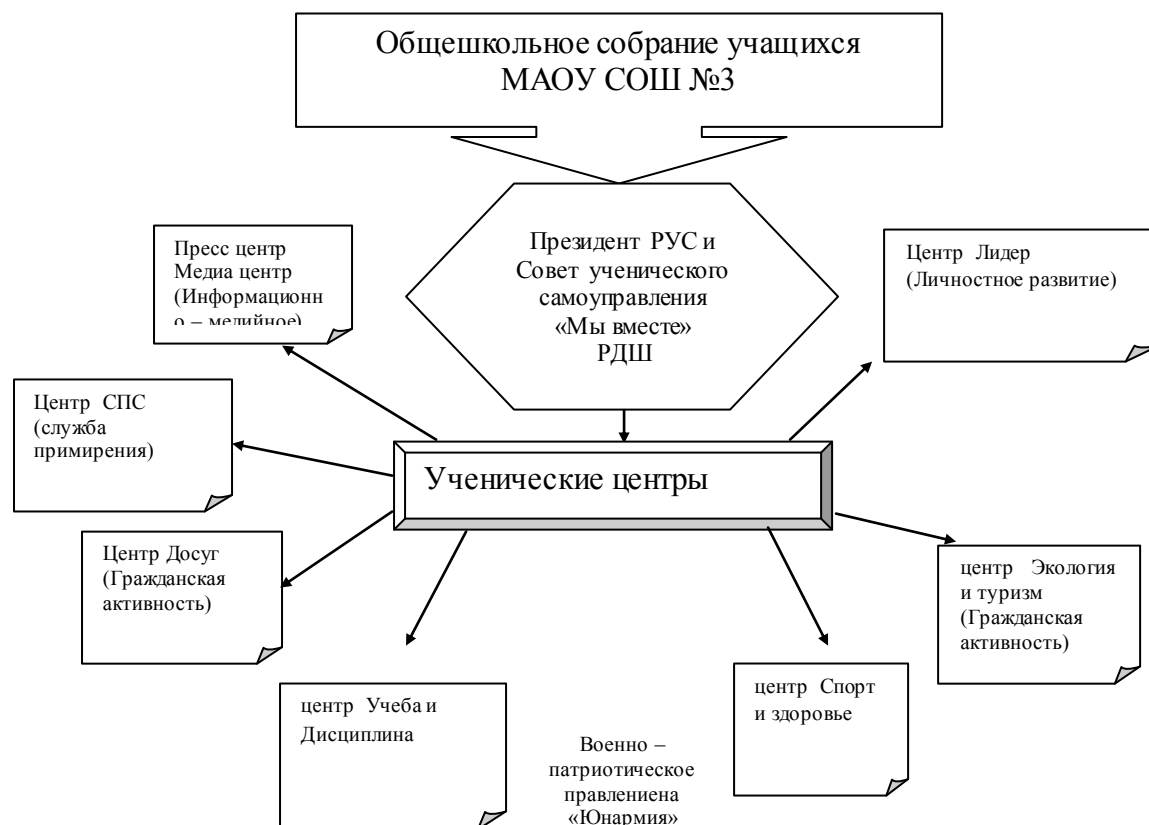 Общешкольное собрание учащихся
МАОУ СОШ №3
Президент РУС и
Совет ученического
самоуправления
«Мы вместе»
РДШ
Пресс центр
Медиа центр
(Информационн
о – медийное)
Центр Лидер
(Личностное развитие)
Центр СПС
(служба
примирения)
Ученические центры
Центр Досуг
(Гражданская
активность)
центр Экология
и туризм
(Гражданская
активность)
центр Учеба и
Дисциплина
центр Спорт
и здоровье
Военно –
патриотическое
правлениена
«Юнармия»